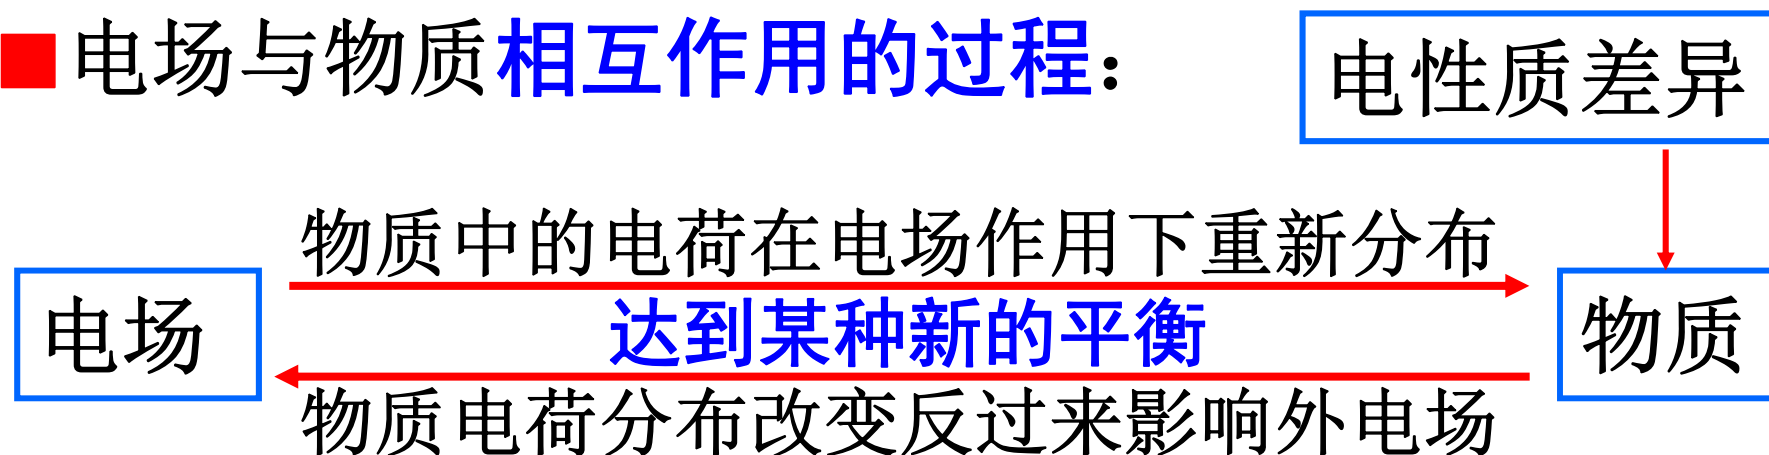 电场与物质相互作用的过程：
电性质差异
物质中的电荷在电场作用下重新分布
电场
达到某种新的平衡
物质
物质电荷分布改变反过来影响外电场